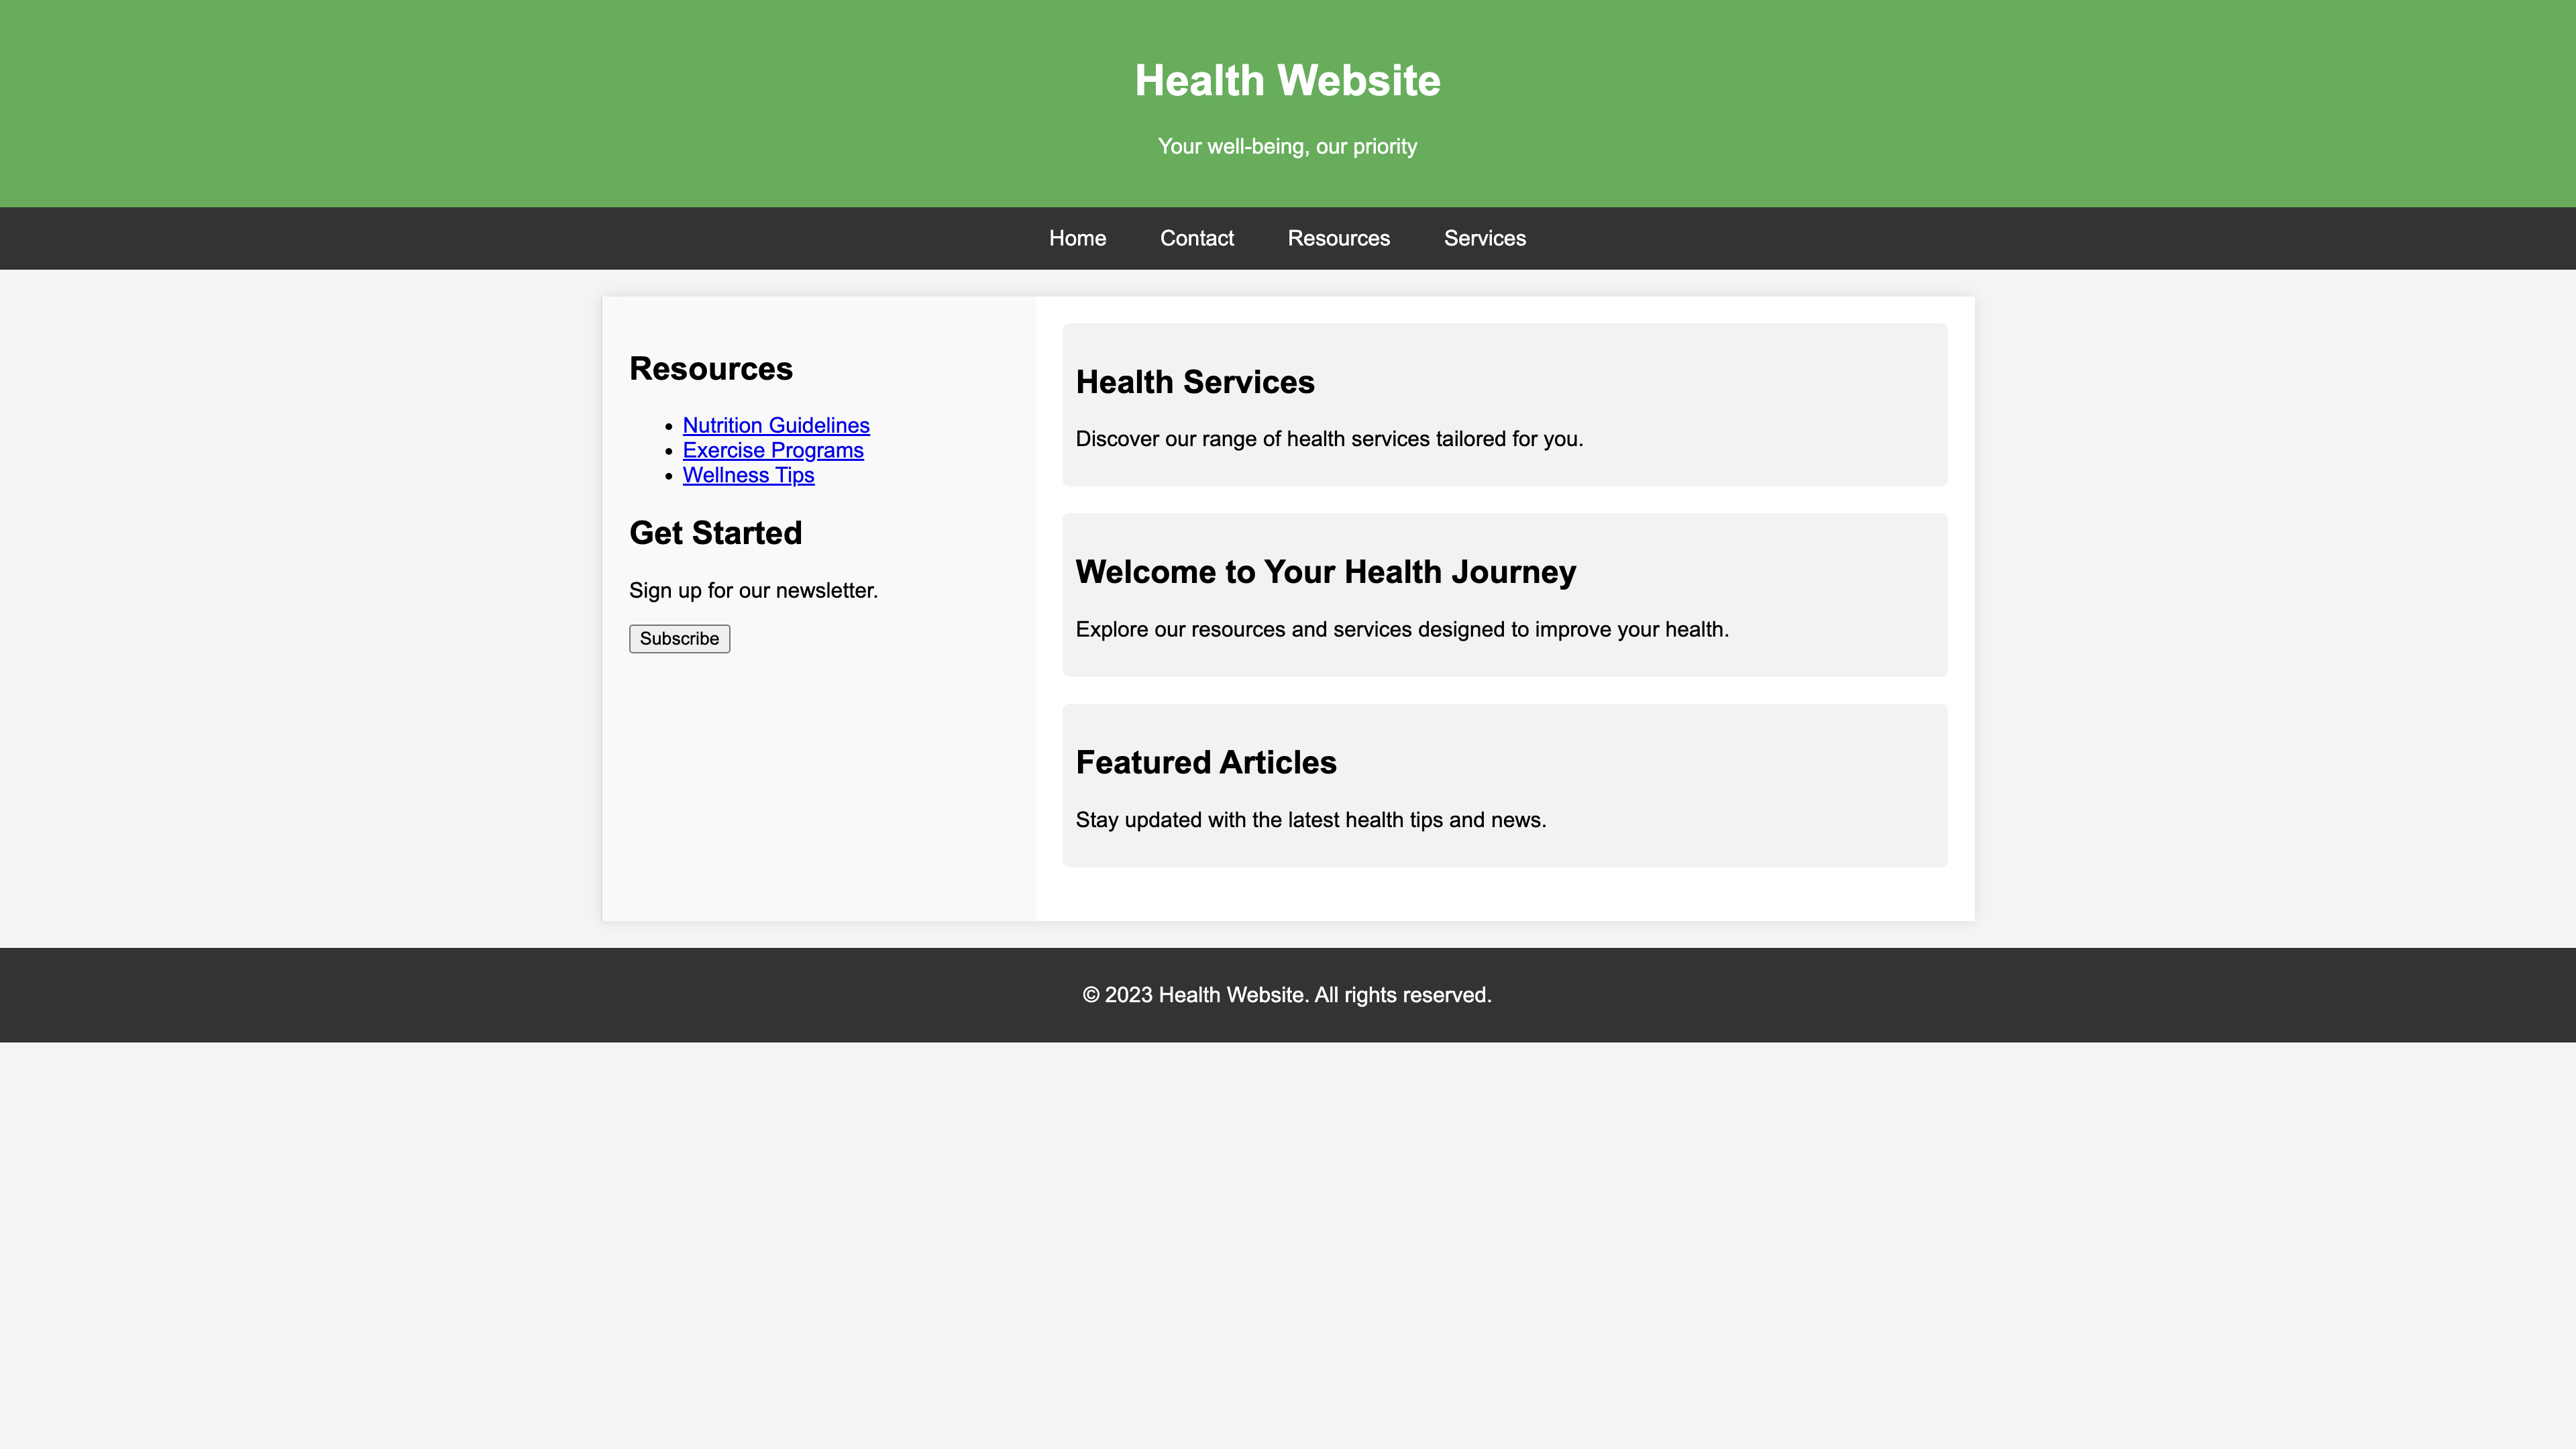 Health Website
Your well-being, our priority
Home Contact Resources Services
Resources
Nutrition Guidelines
Exercise Programs
Wellness Tips
Get Started
Sign up for our newsletter.
Subscribe
Health Services
Discover our range of health services tailored for you.
Welcome to Your Health Journey
Explore our resources and services designed to improve your health.
Featured Articles
Stay updated with the latest health tips and news.
© 2023 Health Website. All rights reserved.